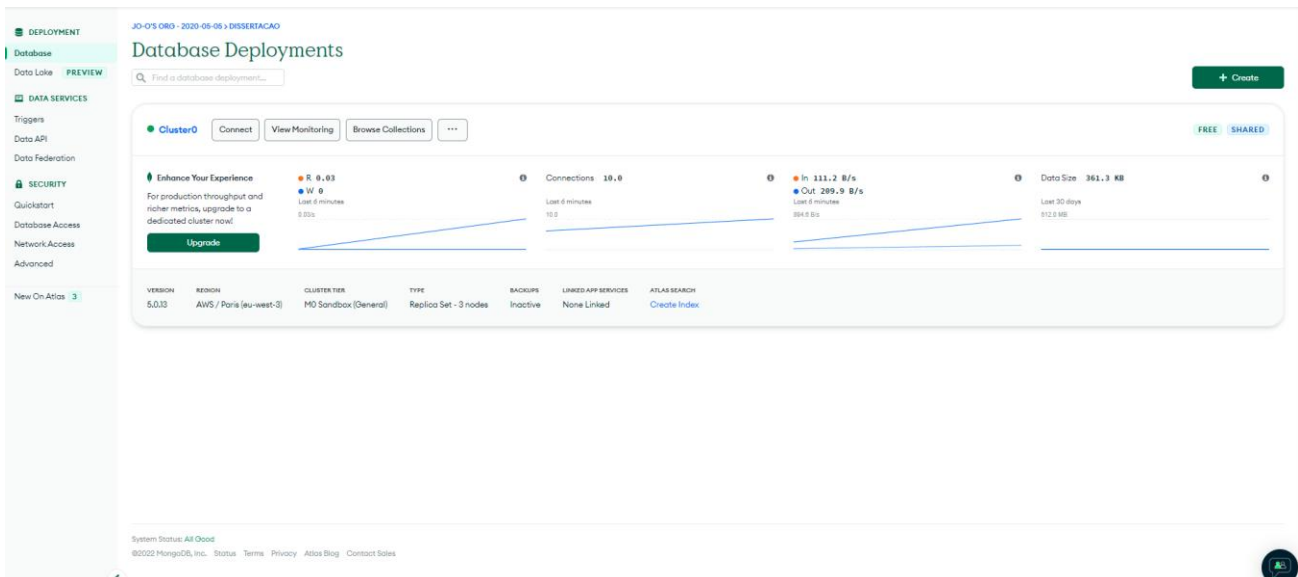 DEPLOYMENT
Database
Data Lake PREVIEW
DATA SERVICES
Triggers
Data API
Data Federation
SECURITY
Quickstart
Database Access
Network Access
Advanced
New On Atlas 3
JO-O'S ORG - 2020-05-05 > DISSERTACAO
Database Deployments
Find a database deployment...
+ Create
Cluster0 Connect View Monitoring Browse Collections ...
FREE SHARED
Enhance Your Experience
For production throughput and
richer metrics, upgrade to a
dedicated cluster now!
Upgrade
R 0.03
W 0
Last 6 minutes
0.03/s
Connections 10.0
Last 6 minutes
10.0
In 111.2 B/s
Out 209.9 B/s
Last 6 minutes
Data Size 361.3 KB
Last 30 days
512.0 MB
VERSION REGION CLUSTER TIER TYPE BACKUPS LINKED APP SERVICES ATLAS SEARCH
5.0.13 AWS / Paris (eu-west-3) M0 Sandbox (General) Replica Set - 3 nodes Inactive None Linked Create Index
System Status: All Good
©2022 MongoDB, Inc. Status Terms Privacy Atlas Blog Contact Sales